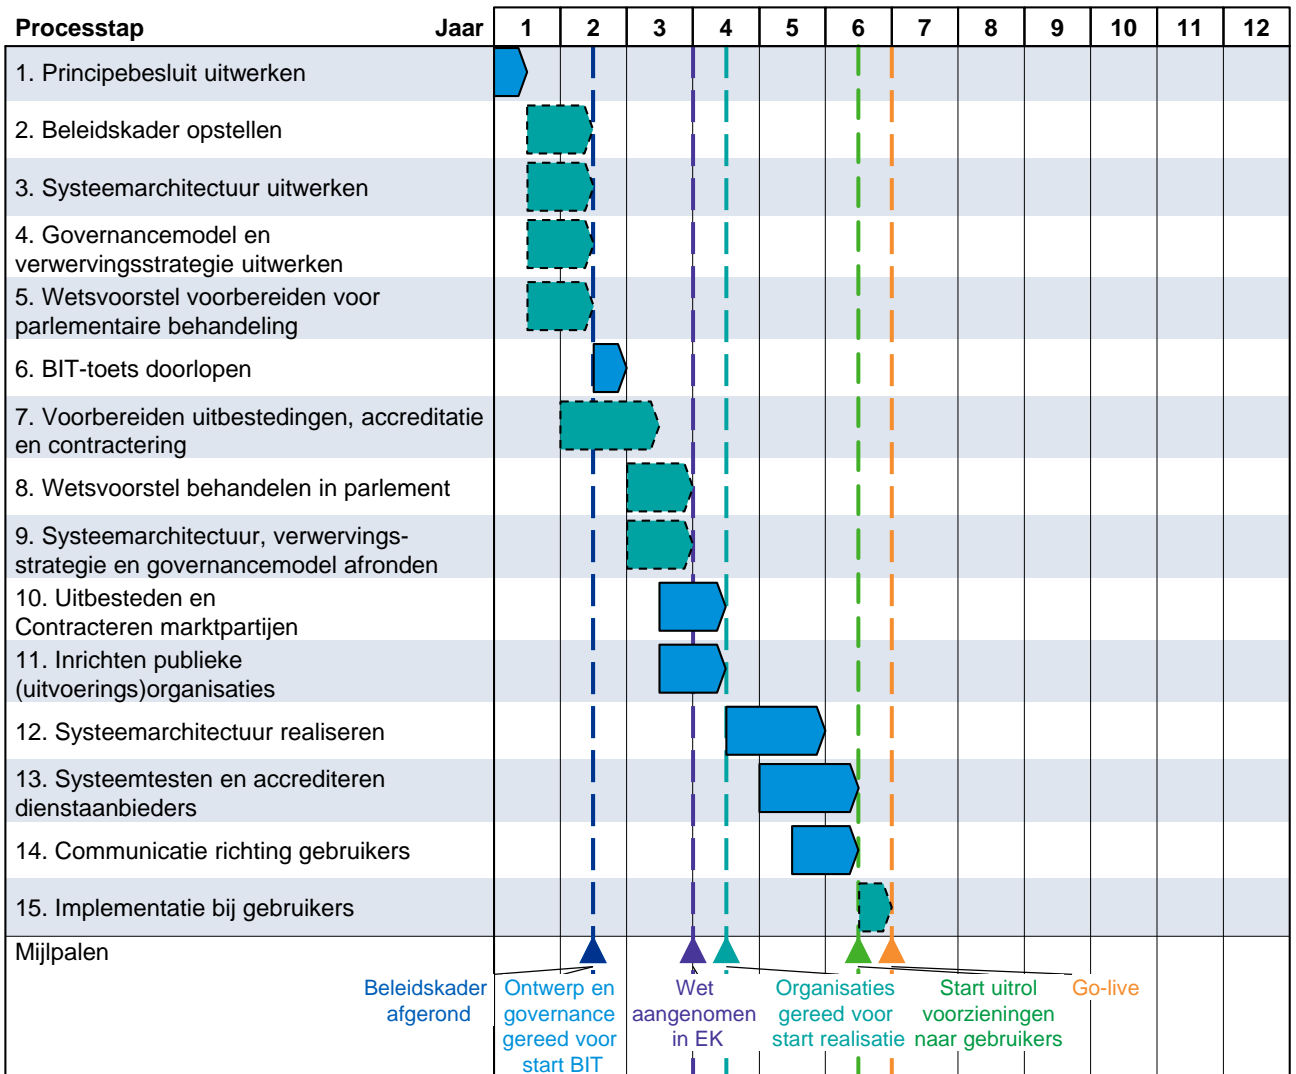 Processtap Jaar 1 2 3 4 5 6 7 8 9 10 11 12
1. Principebesluit uitwerken
2. Beleidskader opstellen
3. Systeemarchitectuur uitwerken
4. Governancemodel en
verwervingsstrategie uitwerken
5. Wetsvoorstel voorbereiden voor
parlementaire behandeling
6. BIT-toets doorlopen
7. Voorbereiden uitbestedingen, accreditatie
en contractering
8. Wetsvoorstel behandelen in parlement
9. Systeemarchitectuur, verwervings-
strategie en governancemodel afronden
10. Uitbesteden en
Contracteren marktpartijen
11. Inrichten publieke
(uitvoerings)organisaties
12. Systeemarchitectuur realiseren
13. Systeemtesten en accrediteren
dienstaanbieders
14. Communicatie richting gebruikers
15. Implementatie bij gebruikers
Mijlpalen
Beleidskader
afgerond
Ontwerp en
governance
gereed voor
start BIT
Wet
aangenomen
in EK
Organisaties
gereed voor
start realisatie
Start uitrol
voorzieningen
naar gebruikers
Go-live